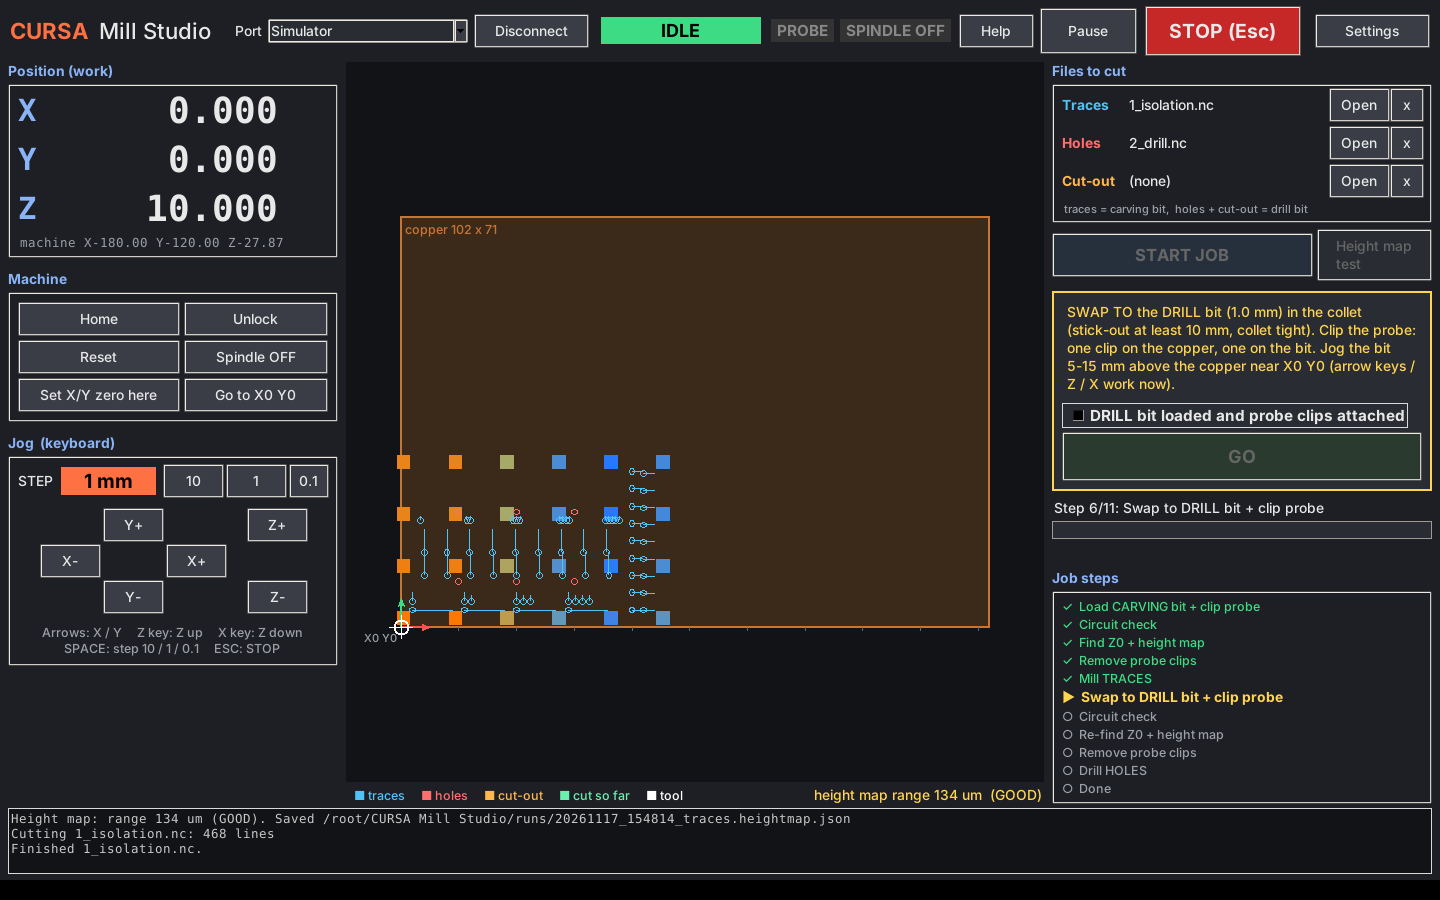 CURSA Mill Studio
Port Simulator
Disconnect
IDLE
PROBE
SPINDLE OFF
Help
Pause
STOP (Esc)
Settings
Position (work)
X 0.000
Y 0.000
Z 10.000
machine X-180.00 Y-120.00 Z-27.87
Machine
Home
Unlock
Reset
Spindle OFF
Set X/Y zero here
Go to X0 Y0
Jog (keyboard)
STEP 1 mm 10 1 0.1
Y+
Z+
X-
X+
Y-
Z-
Arrows: X / Y Z key: Z up X key: Z down
SPACE: step 10 / 1 / 0.1 ESC: STOP
copper 102 x 71
X0 Y0
traces
holes
cut-out
cut so far
tool
height map range 134 um (GOOD)
Files to cut
Traces 1_isolation.nc Open x
Holes 2_drill.nc Open x
Cut-out (none) Open x
traces = carving bit, holes + cut-out = drill bit
START JOB
Height map
test
SWAP TO the DRILL bit (1.0 mm) in the collet
(stick-out at least 10 mm, collet tight). Clip the probe:
one clip on the copper, one on the bit. Jog the bit
5-15 mm above the copper near X0 Y0 (arrow keys /
Z / X work now).
DRILL bit loaded and probe clips attached
GO
Step 6/11: Swap to DRILL bit + clip probe
Job steps
✓ Load CARVING bit + clip probe
✓ Circuit check
✓ Find Z0 + height map
✓ Remove probe clips
✓ Mill TRACES
▶ Swap to DRILL bit + clip probe
○ Circuit check
○ Re-find Z0 + height map
○ Remove probe clips
○ Drill HOLES
○ Done
Height map: range 134 um (GOOD). Saved /root/CURSA Mill Studio/runs/20261117_154814_traces.heightmap.json
Cutting 1_isolation.nc: 468 lines
Finished 1_isolation.nc.